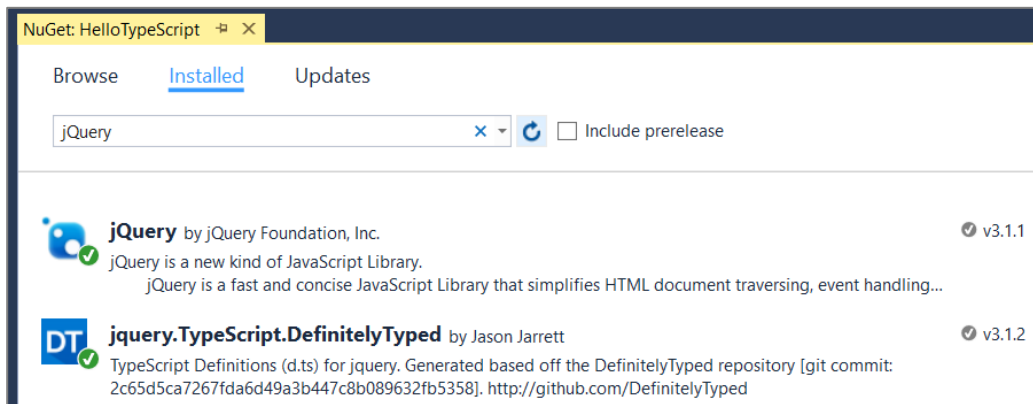 NuGet: HelloTypeScript
Browse Installed Updates
jQuery Include prerelease
jQuery by jQuery Foundation, Inc. v3.1.1
jQuery is a new kind of JavaScript Library.
jQuery is a fast and concise JavaScript Library that simplifies HTML document traversing, event handling...
DT jquery.TypeScript.DefinitelyTyped by Jason Jarrett v3.1.2
TypeScript Definitions (d.ts) for jquery. Generated based off the DefinitelyTyped repository [git commit:
2c65d5ca7267fda6d49a3b447c8b089632fb5358]. http://github.com/DefinitelyTyped